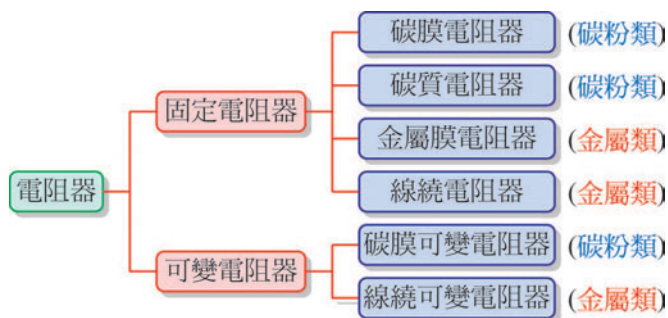 碳膜電阻器 (碳粉類)
碳質電阻器 (碳粉類)
固定電阻器
金屬膜電阻器 (金屬類)
線繞電阻器 (金屬類)
電阻器
碳膜可變電阻器 (碳粉類)
可變電阻器
線繞可變電阻器 (金屬類)